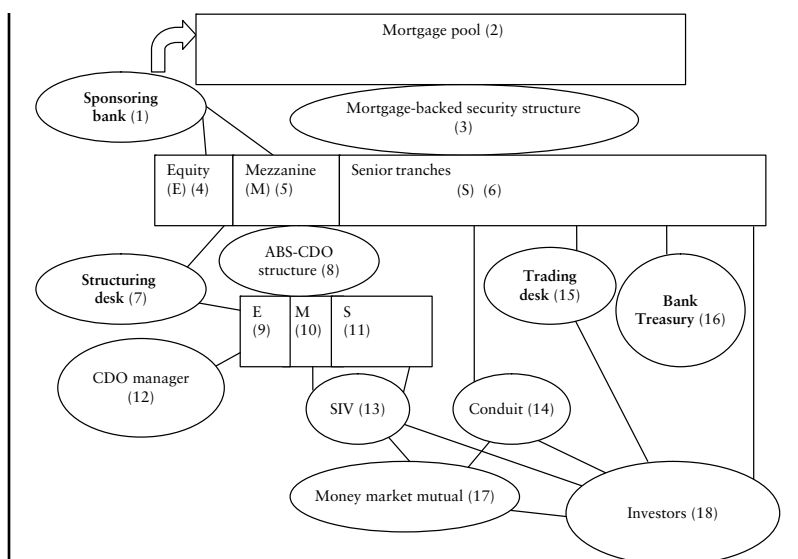 Mortgage pool (2)
Sponsoring
bank (1)
Mortgage-backed security structure
(3)
Equity
(E) (4)
Mezzanine
(M) (5)
Senior tranches
(S) (6)
ABS-CDO
structure (8)
Structuring
desk (7)
Trading
desk (15)
Bank
Treasury (16)
E
(9)
M
(10)
S
(11)
CDO manager
(12)
SIV (13)
Conduit (14)
Money market mutual (17)
Investors (18)